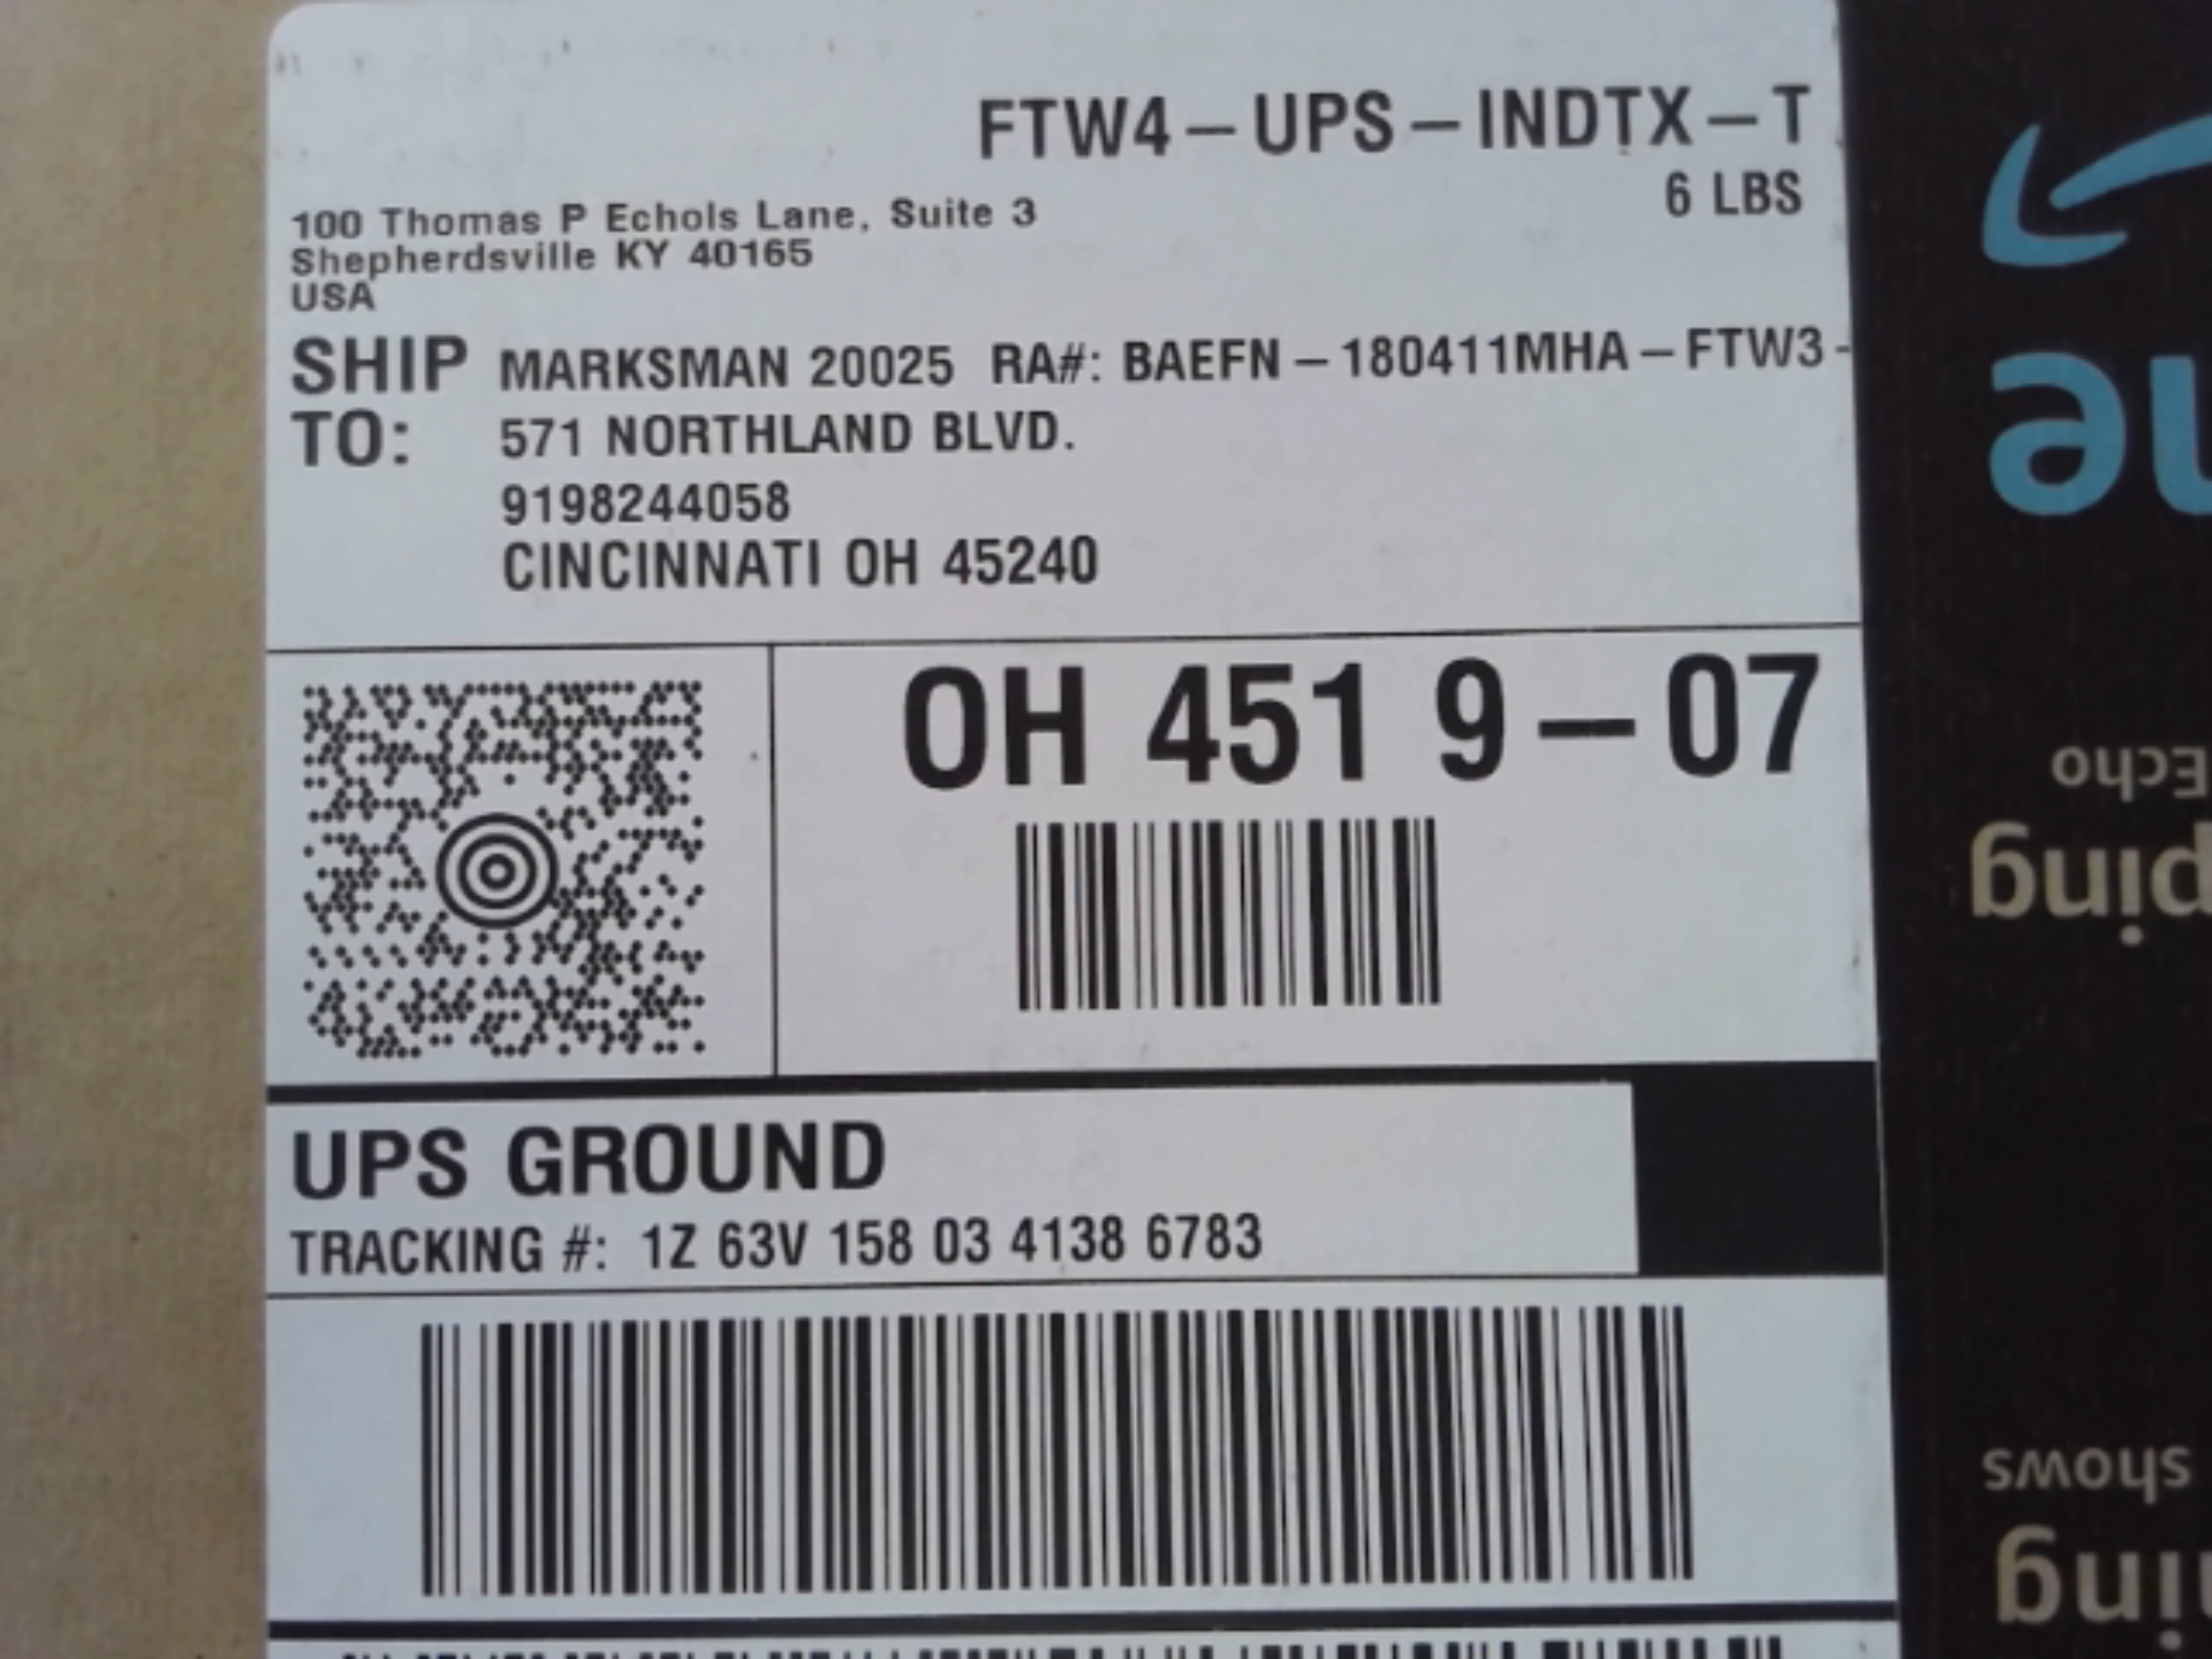 FTW4-UPS-INDTX-T
6 LBS
100 Thomas P Echols Lane, Suite 3
Shepherdsville KY 40165
USA
SHIP TO: MARKSMAN 20025 RA#: BAEFN-180411MHA-FTW3-
571 NORTHLAND BLVD.
9198244058
CINCINNATI OH 45240
OH 451 9-07
UPS GROUND
TRACKING #: 1Z 63V 158 03 4138 6783
Echo
shows